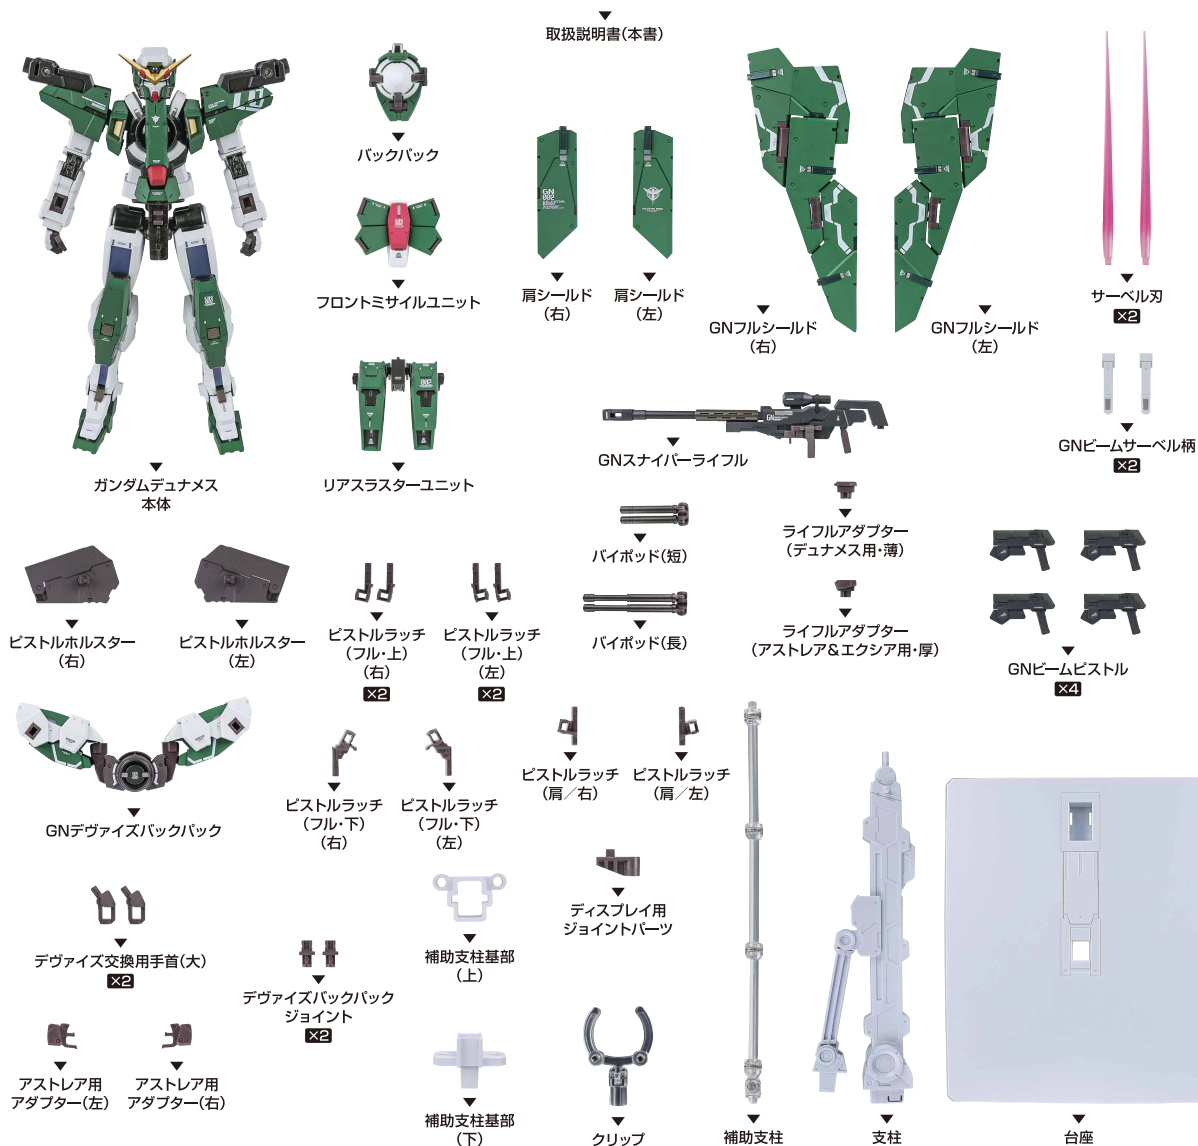 取扱説明書(本書)
バックパック
フロントミサイルユニット
GN
002
肩シールド
(右)
肩シールド
(左)
GNフルシールド
(右)
GNフルシールド
(左)
サーベル刃
×2
ガンダムデュナメス
本体
002
リアスラスターユニット
GN
GNスナイパーライフル
GNビームサーベル柄
×2
バイポッド(短)
ライフルアダプター
(デュナメス用・薄)
ピストルホルスター
(右)
ピストルホルスター
(左)
ピストルラッチ
(フル・上)
(右)
×2
ピストルラッチ
(フル・上)
(左)
×2
バイポッド(長)
ライフルアダプター
(アストレア&エクシア用・厚)
GNビームピストル
×4
GNデヴァイズバックパック
ピストルラッチ
(フル・下)
(右)
ピストルラッチ
(フル・下)
(左)
ピストルラッチ
(肩/右)
ピストルラッチ
(肩/左)
ディスプレイ用
ジョイントパーツ
デヴァイズ交換用手首(大)
×2
デヴァイズバックパック
ジョイント
×2
補助支柱基部
(上)
アストレア用
アダプター(左)
アストレア用
アダプター(右)
補助支柱基部
(下)
クリップ
補助支柱
支柱
台座